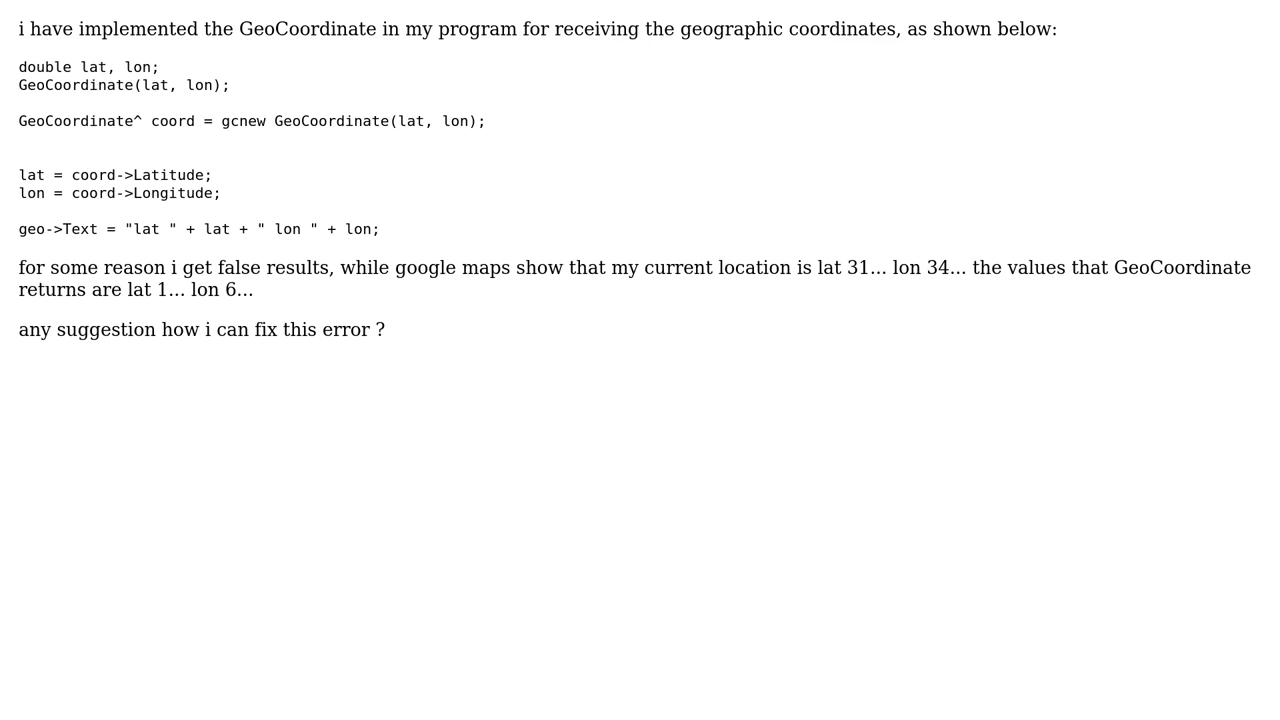 i have implemented the GeoCoordinate in my program for receiving the geographic coordinates, as shown below:
double lat, lon;
GeoCoordinate(lat, lon);
GeoCoordinate^ coord = gcnew GeoCoordinate(lat, lon);
lat = coord->Latitude;
lon = coord->Longitude;
geo->Text = "lat " + lat + " lon " + lon;
for some reason i get false results, while google maps show that my current location is lat 31... lon 34... the values that GeoCoordinate
returns are lat 1... lon 6...
any suggestion how i can fix this error ?